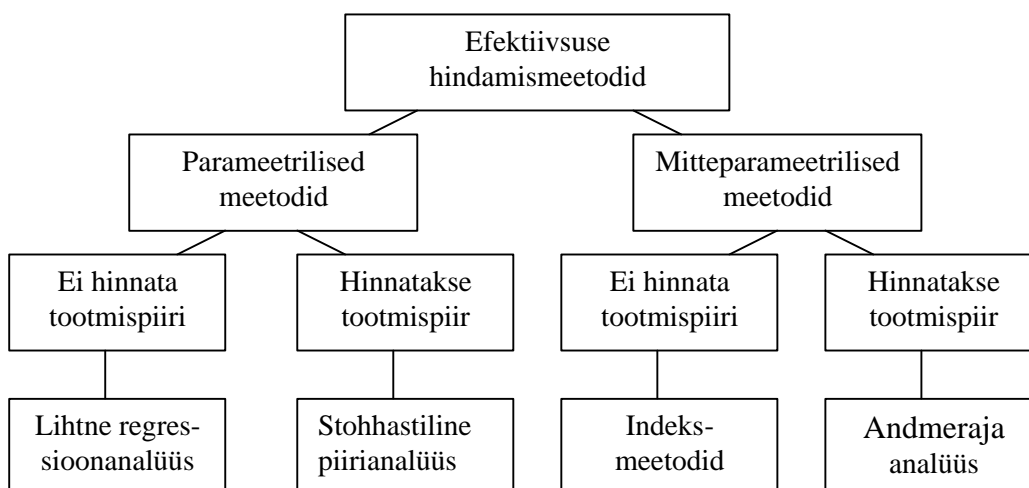 Efektiivsuse
hindamismeetodid
Parameetrilised
meetodid
Mitteparameetrilised
meetodid
Ei hinnata
tootmispiiri
Hinnatakse
tootmispiir
Ei hinnata
tootmispiiri
Hinnatakse
tootmispiir
Lihtne regres-
sioonanalüüs
Stohhastiline
piirianalüüs
Indeks-
meetodid
Andmeraja
analüüs